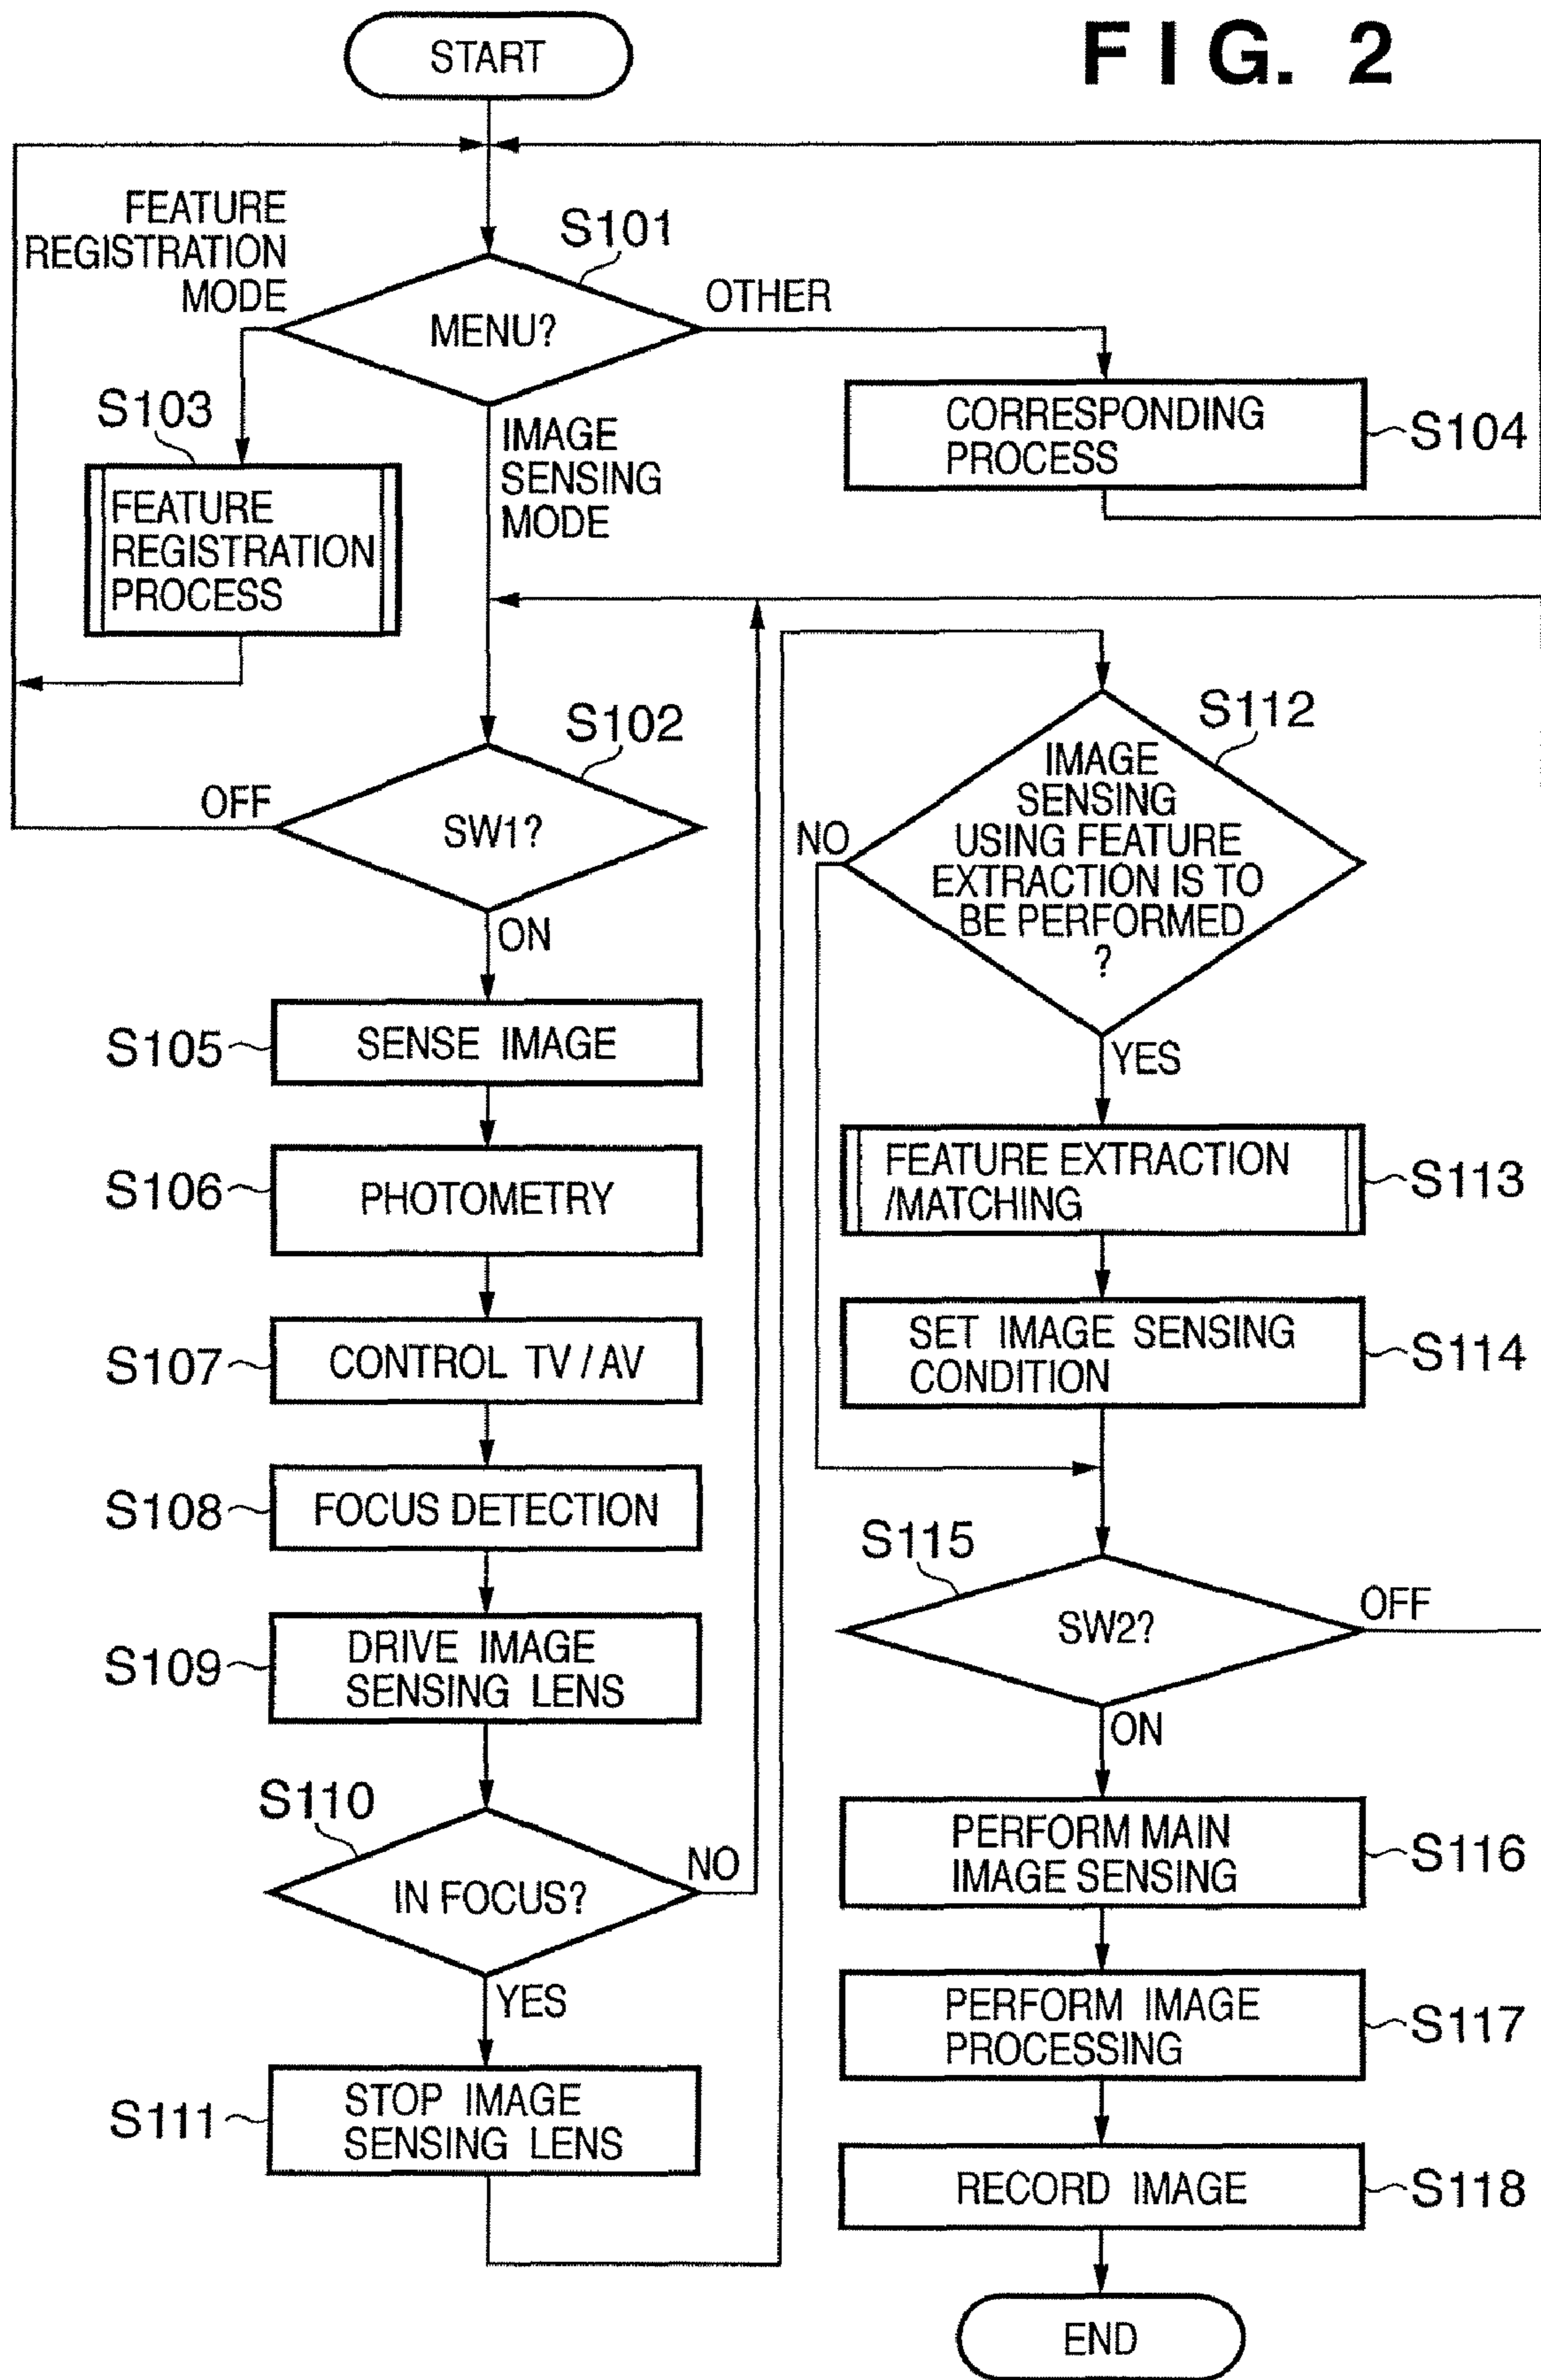 FIG. 2
START
FEATURE
REGISTRATION
MODE
S101
MENU?
OTHER
S103
FEATURE
REGISTRATION
PROCESS
IMAGE
SENSING
MODE
CORRESPONDING
PROCESS
S104
S102
OFF
SW1?
ON
S105
SENSE IMAGE
S106
PHOTOMETRY
S107
CONTROL TV / AV
S108
FOCUS DETECTION
S109
DRIVE IMAGE
SENSING LENS
S110
IN FOCUS?
NO
YES
S111
STOP IMAGE
SENSING LENS
S112
IMAGE
SENSING
USING FEATURE
EXTRACTION IS TO
BE PERFORMED
?
NO
YES
FEATURE EXTRACTION
/MATCHING
S113
SET IMAGE SENSING
CONDITION
S114
S115
SW2?
OFF
ON
PERFORM MAIN
IMAGE SENSING
S116
PERFORM IMAGE
PROCESSING
S117
RECORD IMAGE
S118
END